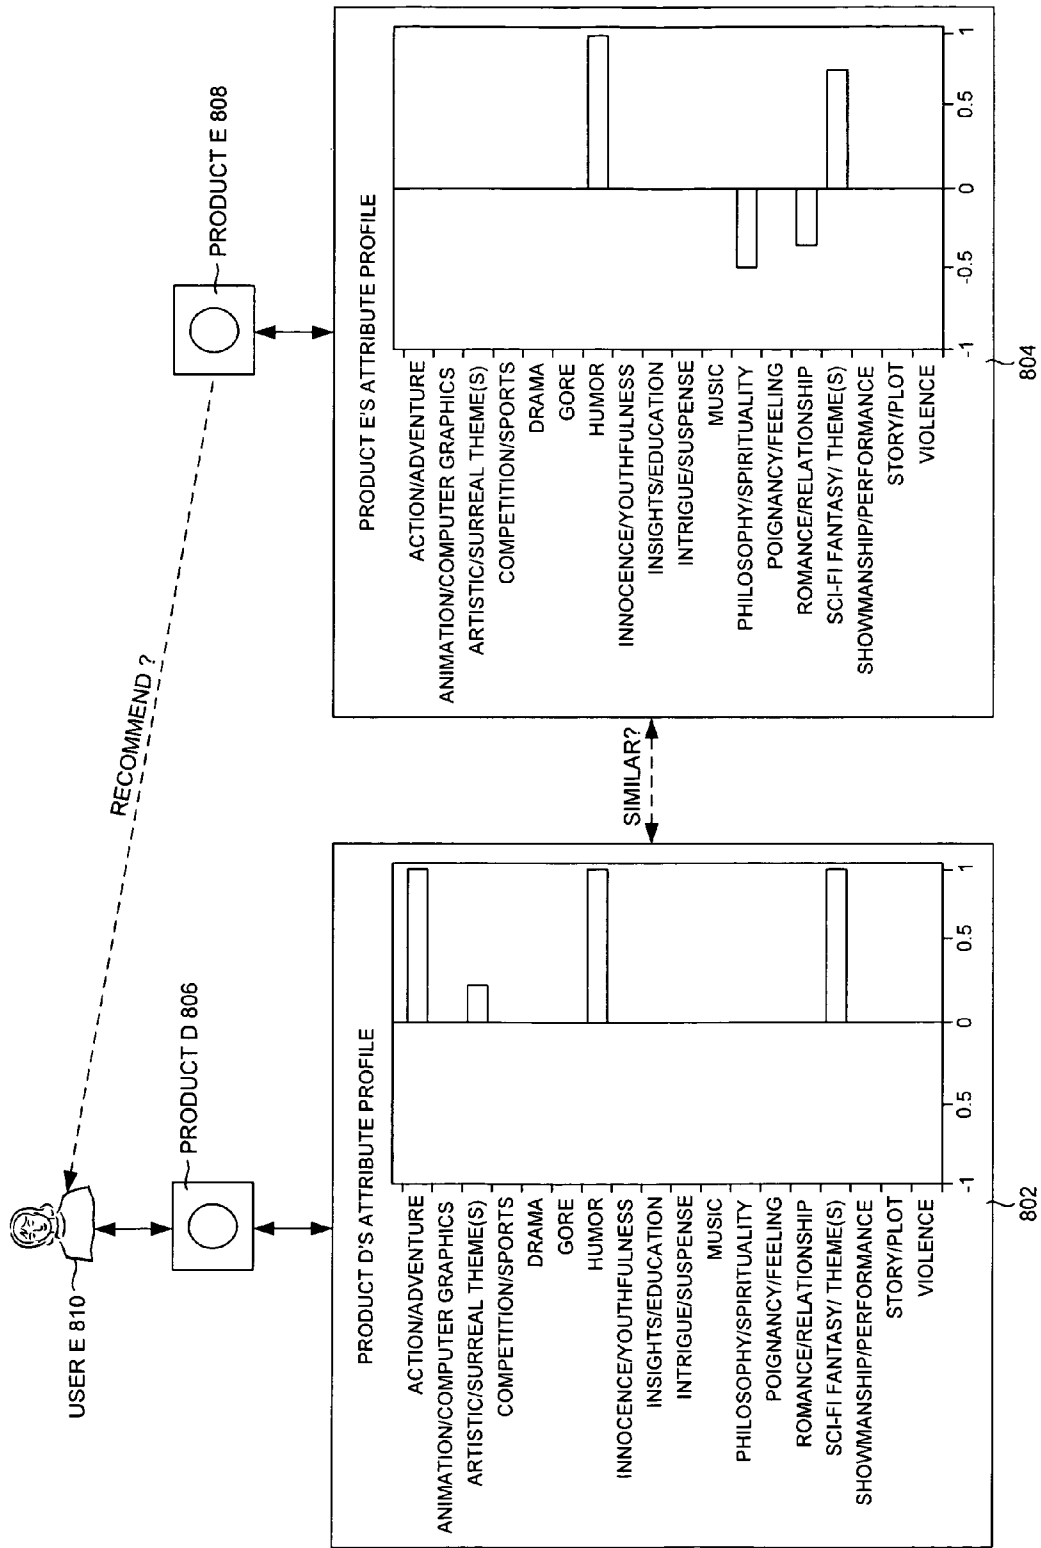 USER E 810
PRODUCT D 806
RECOMMEND ?
PRODUCT E 808
PRODUCT D'S ATTRIBUTE PROFILE
ACTION/ADVENTURE
ANIMATION/COMPUTER GRAPHICS
ARTISTIC/SURREAL THEME(S)
COMPETITION/SPORTS
DRAMA
GORE
HUMOR
INNOCENCE/YOUTHFULNESS
INSIGHTS/EDUCATION
INTRIGUE/SUSPENSE
MUSIC
PHILOSOPHY/SPIRITUALITY
POIGNANCY/FEELING
ROMANCE/RELATIONSHIP
SCI-FI FANTASY/ THEME(S)
SHOWMANSHIP/PERFORMANCE
STORY/PLOT
VIOLENCE
-1 0.5 0 0.5 1
802
SIMILAR?
PRODUCT E'S ATTRIBUTE PROFILE
ACTION/ADVENTURE
ANIMATION/COMPUTER GRAPHICS
ARTISTIC/SURREAL THEME(S)
COMPETITION/SPORTS
DRAMA
GORE
HUMOR
INNOCENCE/YOUTHFULNESS
INSIGHTS/EDUCATION
INTRIGUE/SUSPENSE
MUSIC
PHILOSOPHY/SPIRITUALITY
POIGNANCY/FEELING
ROMANCE/RELATIONSHIP
SCI-FI FANTASY/ THEME(S)
SHOWMANSHIP/PERFORMANCE
STORY/PLOT
VIOLENCE
-1 -0.5 0 0.5 1
804